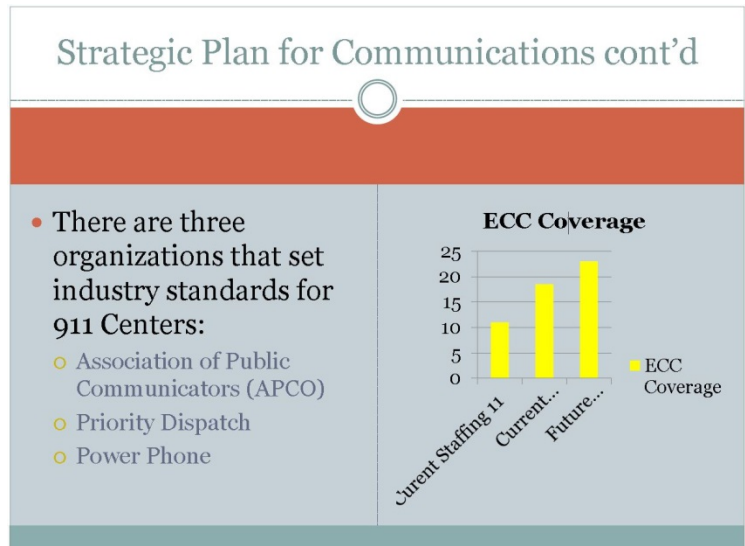 Strategic Plan for Communications cont'd
• There are three
organizations that set
industry standards for
911 Centers:
o Association of Public
Communicators (APCO)
o Priority Dispatch
o Power Phone
ECC Coverage
25
20
15
10
5
0
Curent Staffing 11
Current...
Future...
ECC
Coverage